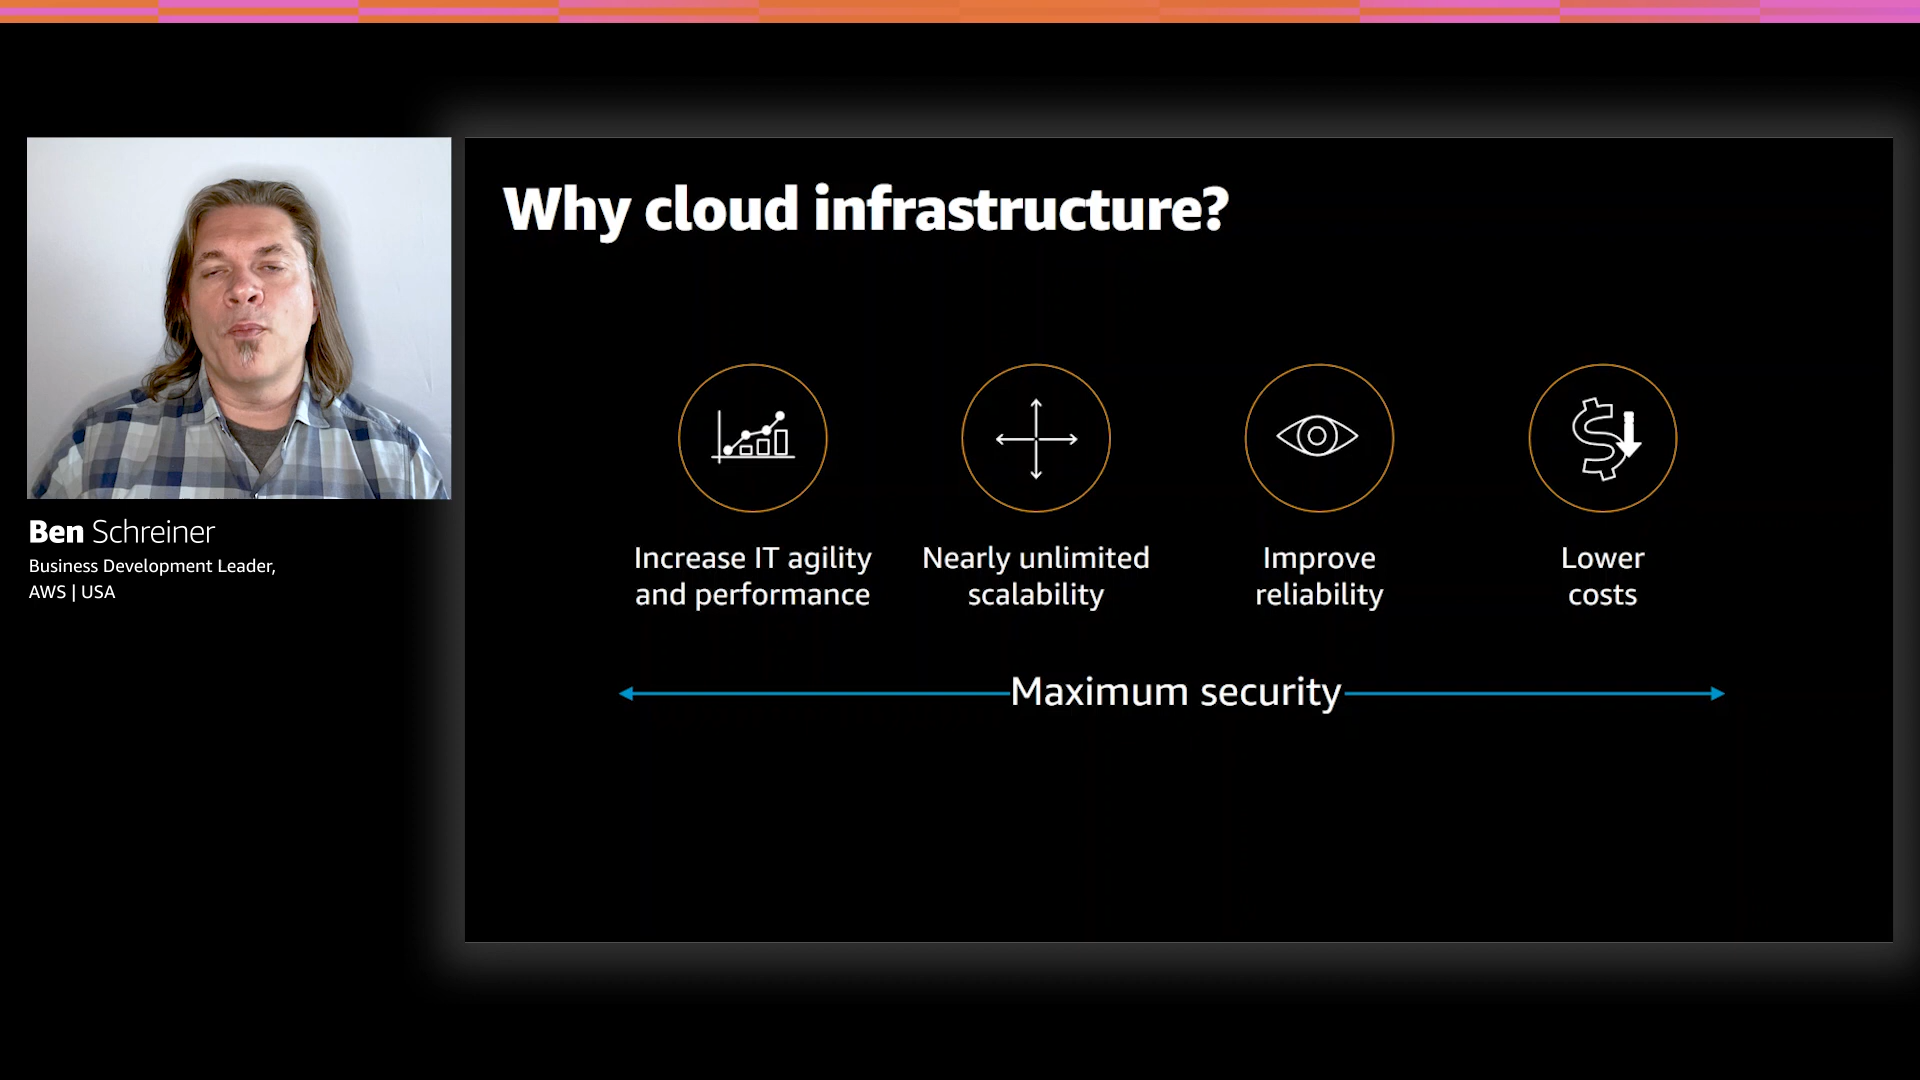 Why cloud infrastructure?
Increase IT agility
and performance
Nearly unlimited
scalability
Improve
reliability
Lower
costs
Maximum security
Ben Schreiner
Business Development Leader,
AWS | USA